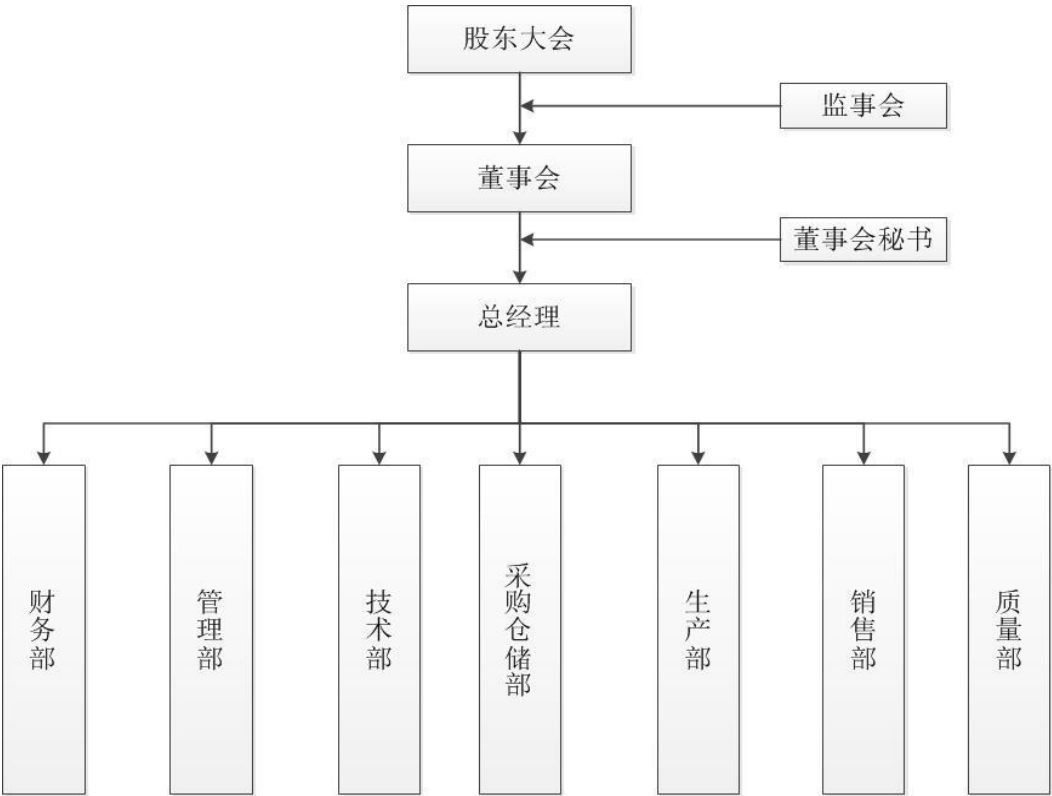 股东大会
监事会
董事会
董事会秘书
总经理
财务部
管理部
技术部
采购仓储部
生产部
销售部
质量部